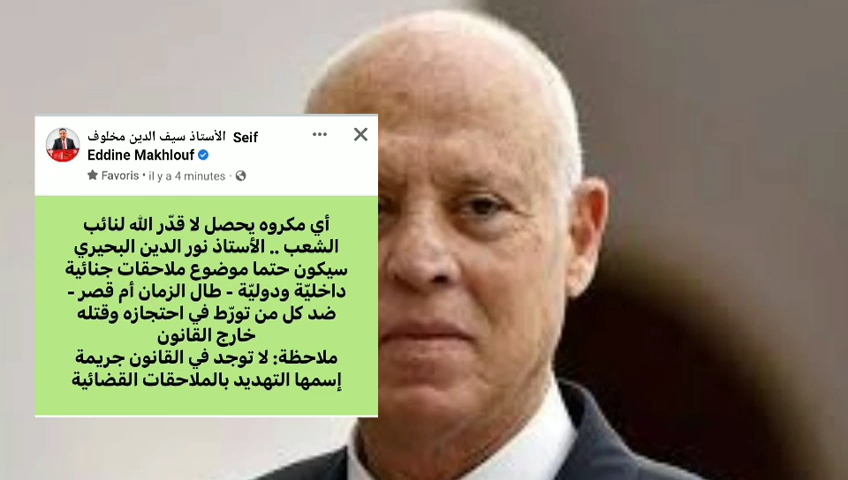 الأستاذ سيف الدين مخلوف Seif
Eddine Makhlouf
Favoris • il y a 4 minutes •
أي مكروه يحصل لا قدّر الله لنائب
الشعب .. الأستاذ نور الدين البحيري
سيكون حتما موضوع ملاحقات جنائية
داخليّة ودوليّة - طال الزمان أم قصر -
ضد كل من تورّط في احتجازه وقتله
خارج القانون
ملاحظة: لا توجد في القانون جريمة
إسمها التهديد بالملاحقات القضائية